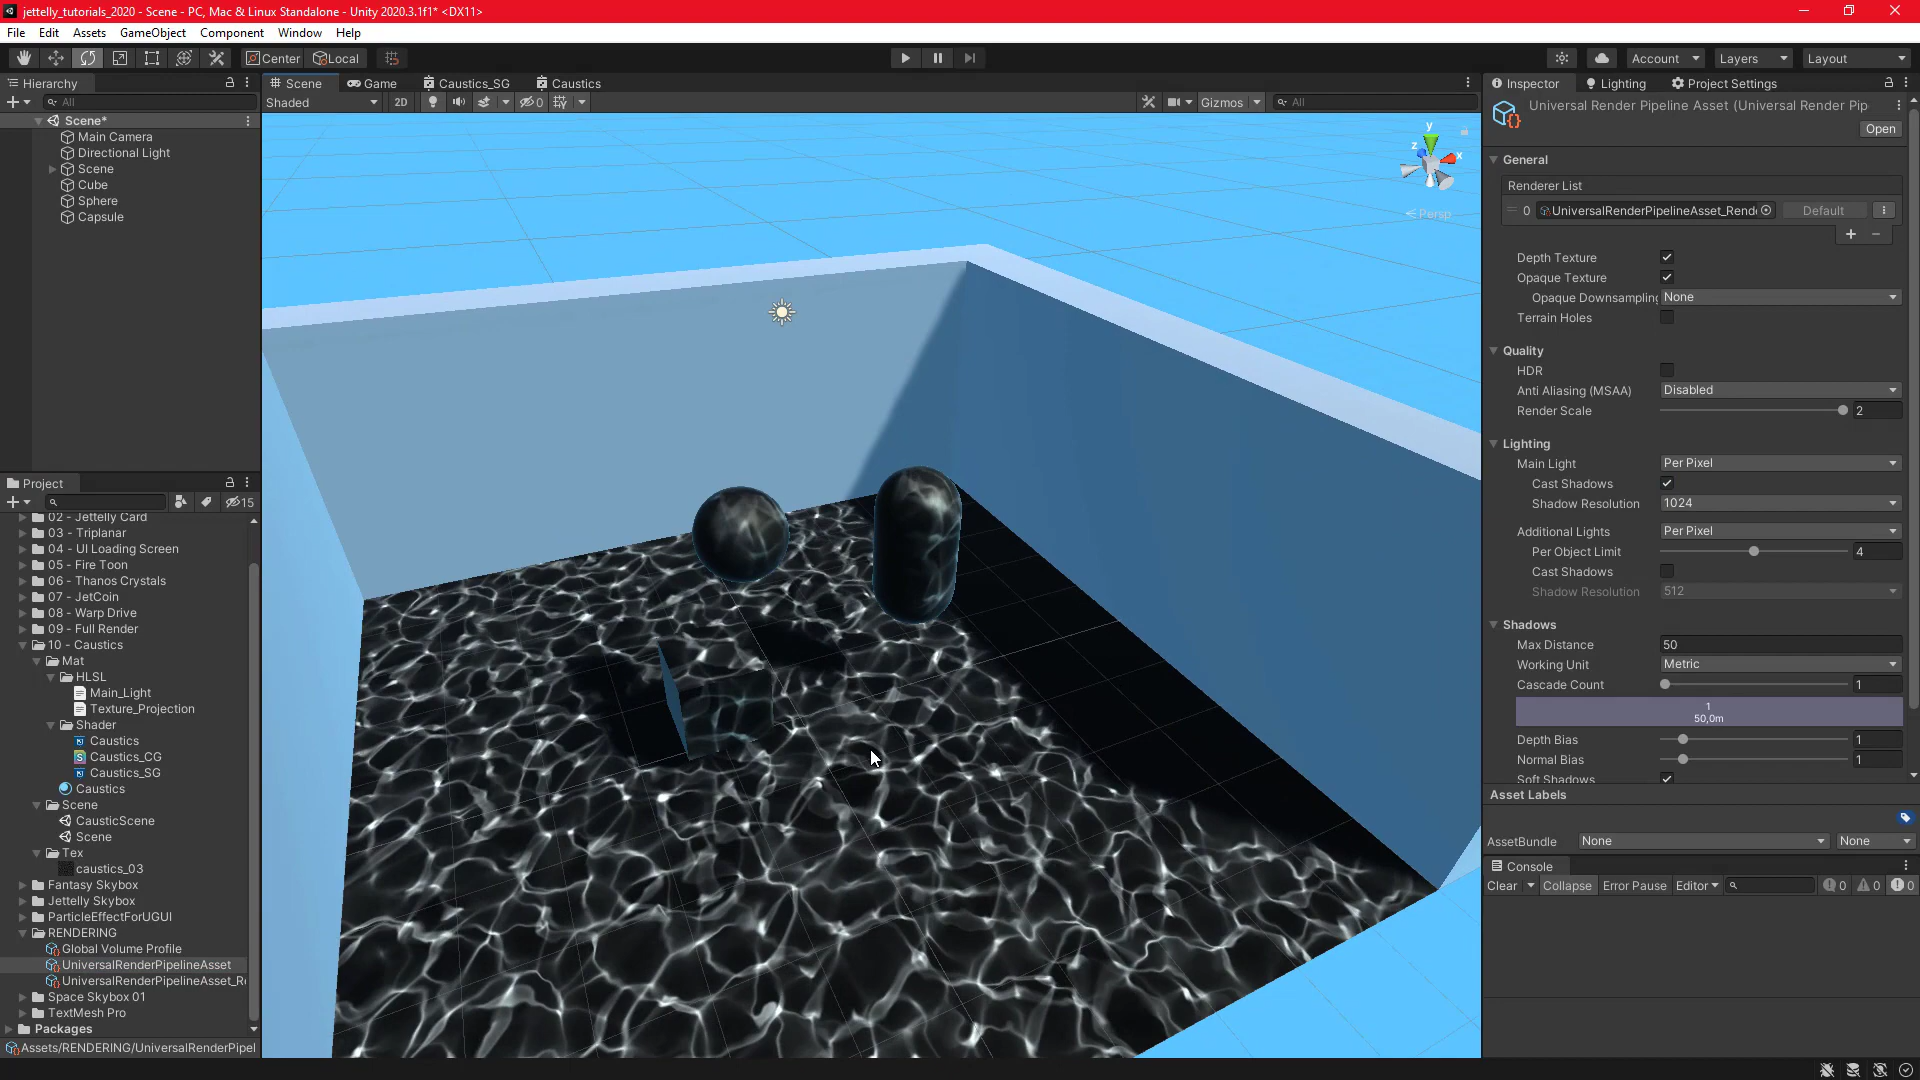 jettelly_tutorials_2020 - Scene - PC, Mac & Linux Standalone - Unity 2020.3.1f1* <DX11>
File Edit Assets GameObject Component Window Help
Center Local Account Layers Layout
Hierarchy
All
Scene*
Main Camera
Directional Light
Scene
Cube
Sphere
Capsule
Scene Game Caustics_SG Caustics
Shaded 2D 0 Gizmos All
y
z x
Persp
Project
15
02 - Jettelly Card
03 - Triplanar
04 - UI Loading Screen
05 - Fire Toon
06 - Thanos Crystals
07 - JetCoin
08 - Warp Drive
09 - Full Render
10 - Caustics
Mat
HLSL
Main_Light
Texture_Projection
Shader
Caustics
Caustics_CG
Caustics_SG
Caustics
Scene
CausticScene
Scene
Tex
caustics_03
Fantasy Skybox
Jettelly Skybox
ParticleEffectForUGUI
RENDERING
Global Volume Profile
UniversalRenderPipelineAsset
UniversalRenderPipelineAsset_R
Space Skybox 01
TextMesh Pro
Packages
Assets/RENDERING/UniversalRenderPipel
Inspector Lighting Project Settings
Universal Render Pipeline Asset (Universal Render Pip
Open
General
Renderer List
0 UniversalRenderPipelineAsset_Rende Default
Depth Texture
Opaque Texture
Opaque Downsampling None
Terrain Holes
Quality
HDR
Anti Aliasing (MSAA) Disabled
Render Scale 2
Lighting
Main Light Per Pixel
Cast Shadows
Shadow Resolution 1024
Additional Lights Per Pixel
Per Object Limit 4
Cast Shadows
Shadow Resolution 512
Shadows
Max Distance 50
Working Unit Metric
Cascade Count 1
1
50,0m
Depth Bias 1
Normal Bias 1
Soft Shadows
Asset Labels
AssetBundle None None
Console
Clear Collapse Error Pause Editor 0 0 0